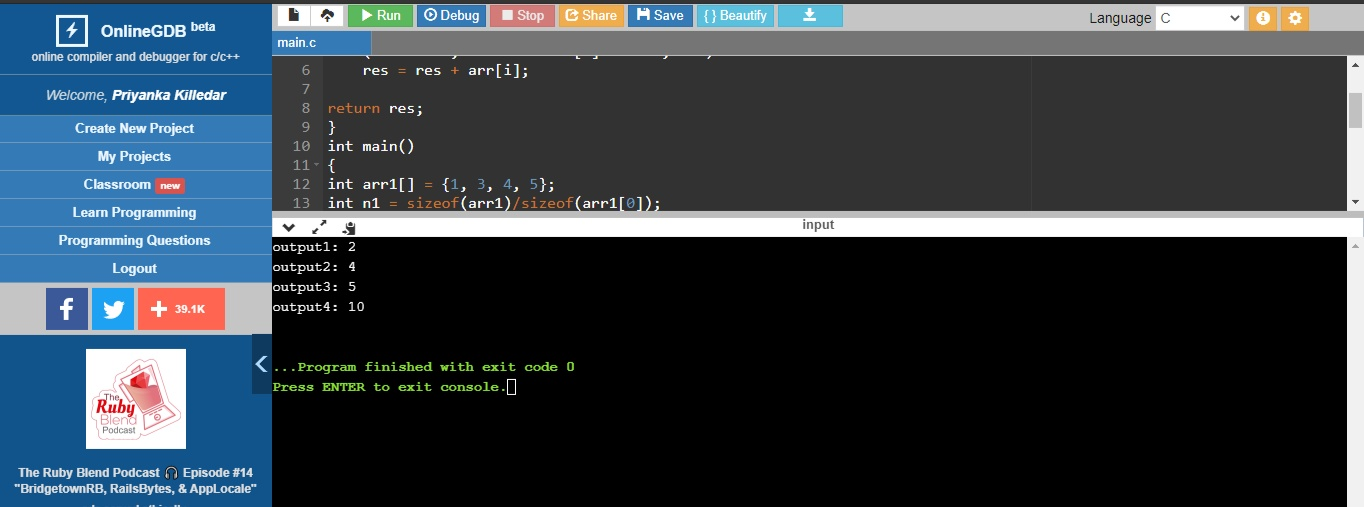 OnlineGDB beta
online compiler and debugger for c/c++
Welcome, Priyanka Killedar
Create New Project
My Projects
Classroom new
Learn Programming
Programming Questions
Logout
39.1K
The
Ruby
Blend
Podcast
The Ruby Blend Podcast 🎧 Episode #14
"BridgetownRB, RailsBytes, & AppLocale"
Run Debug Stop Share Save { } Beautify
Language C
main.c
6 res = res + arr[i];
7
8 return res;
9 }
10 int main()
11 {
12 int arr1[] = {1, 3, 4, 5};
13 int n1 = sizeof(arr1)/sizeof(arr1[0]);
input
output1: 2
output2: 4
output3: 5
output4: 10
...Program finished with exit code 0
Press ENTER to exit console.